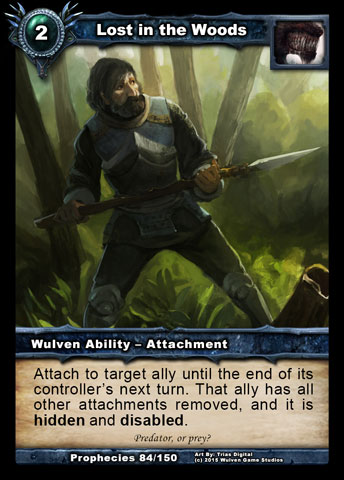 2
Lost in the Woods
Wulven Ability – Attachment
Attach to target ally until the end of its
controller's next turn. That ally has all
other attachments removed, and it is
hidden and disabled.
Predator, or prey?
Prophecies 84/150
Art By: Trias Digital
(c) 2015 Wulven Game Studios